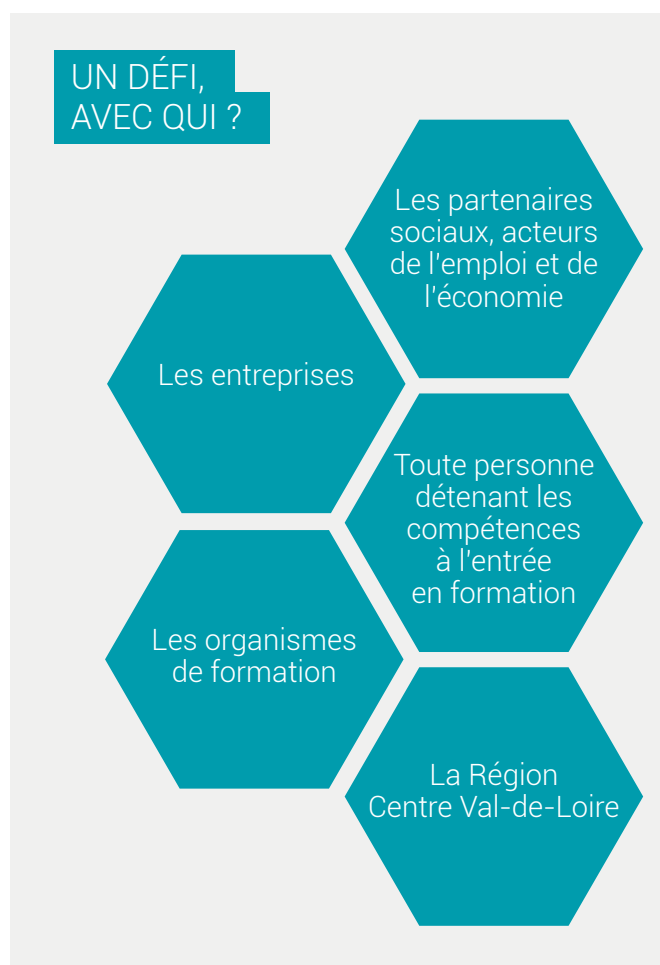 UN DÉFI,
AVEC QUI ?
Les partenaires
sociaux, acteurs
de l'emploi et de
l'économie
Les entreprises
Toute personne
détenant les
compétences
à l'entrée
en formation
Les organismes
de formation
La Région
Centre Val-de-Loire